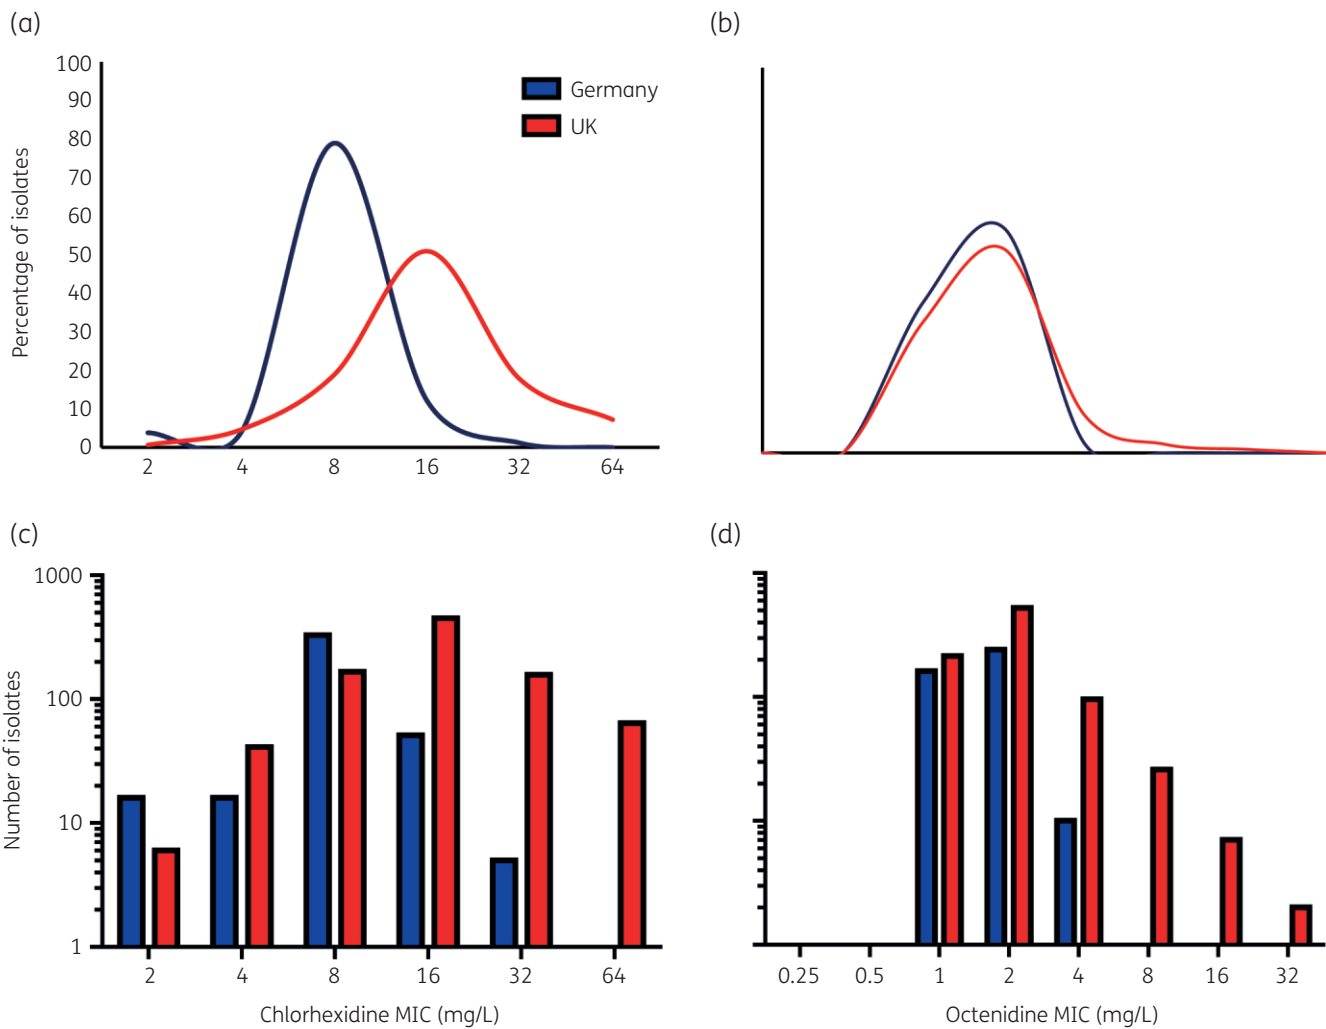 (a)
Percentage of isolates
100
90
80
70
60
50
40
30
20
10
0
2 4 8 16 32 64
Germany
UK
(b)
(c)
Number of isolates
1000
100
10
1
2 4 8 16 32 64
Chlorhexidine MIC (mg/L)
(d)
0.25 0.5 1 2 4 8 16 32
Octenidine MIC (mg/L)